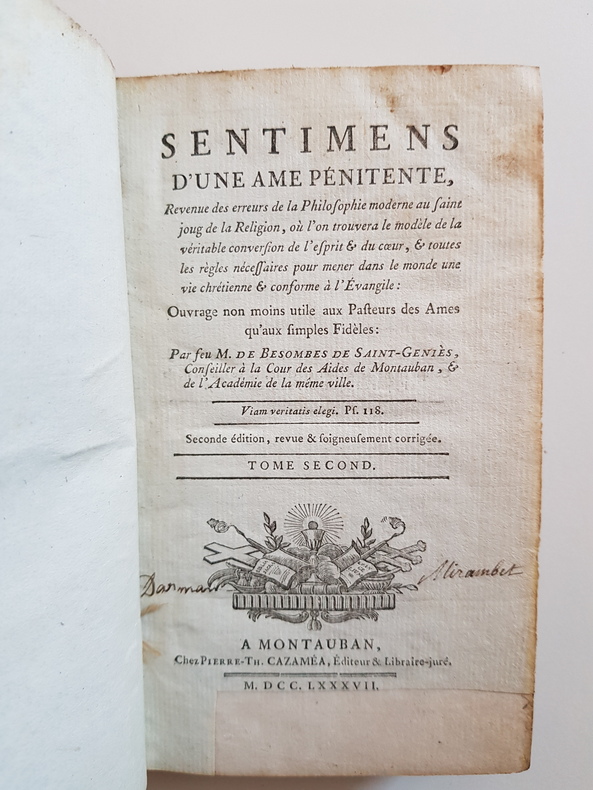 SENTIMENS
D'UNE AME PÉNITENTE,
Revenue des erreurs de la Philoſophie moderne au ſaint
joug de la Religion, où l'on trouvera le modèle de la
véritable converſion de l'eſprit & du cœur, & toutes
les règles néceſſaires pour mener dans le monde une
vie chrétienne & conforme à l'Évangile :
Ouvrage non moins utile aux Paſteurs des Ames
qu'aux ſimples Fidèles :
Par feu M. DE BESOMBES DE SAINT-GENIÈS,
Conſeiller à la Cour des Aides de Montauban, &
de l'Académie de la même ville.
Viam veritatis elegi. Pſ. 118.
Seconde édition, revue & ſoigneuſement corrigée.
TOME SECOND.
Mirambet
A MONTAUBAN,
Chez PIERRE-TH. CAZAMÉA, Éditeur & Libraire-juré.
M. DCC. LXXXVII.